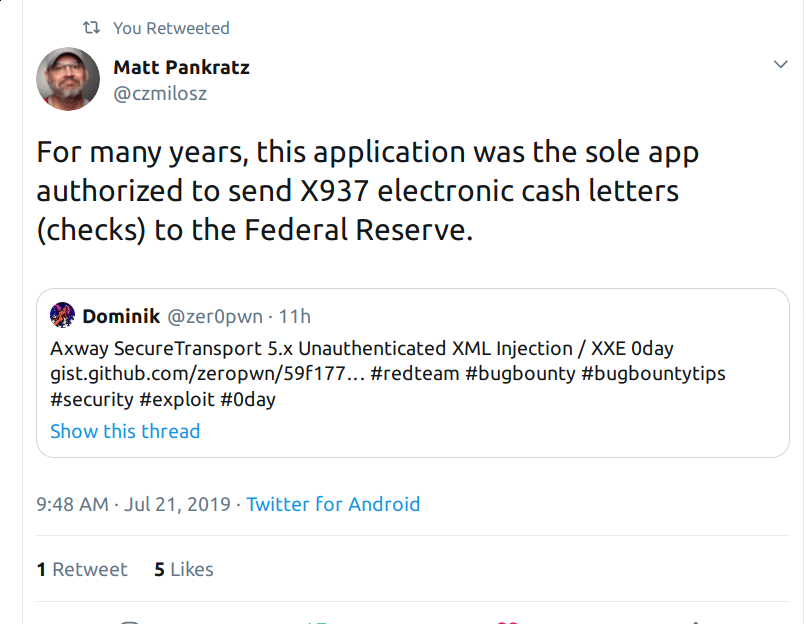 You Retweeted
Matt Pankratz
@czmilosz
For many years, this application was the sole app
authorized to send X937 electronic cash letters
(checks) to the Federal Reserve.
Dominik @zer0pwn · 11h
Axway SecureTransport 5.x Unauthenticated XML Injection / XXE 0day
gist.github.com/zeropwn/59f177... #redteam #bugbounty #bugbountytips
#security #exploit #0day
Show this thread
9:48 AM · Jul 21, 2019 · Twitter for Android
1 Retweet 5 Likes